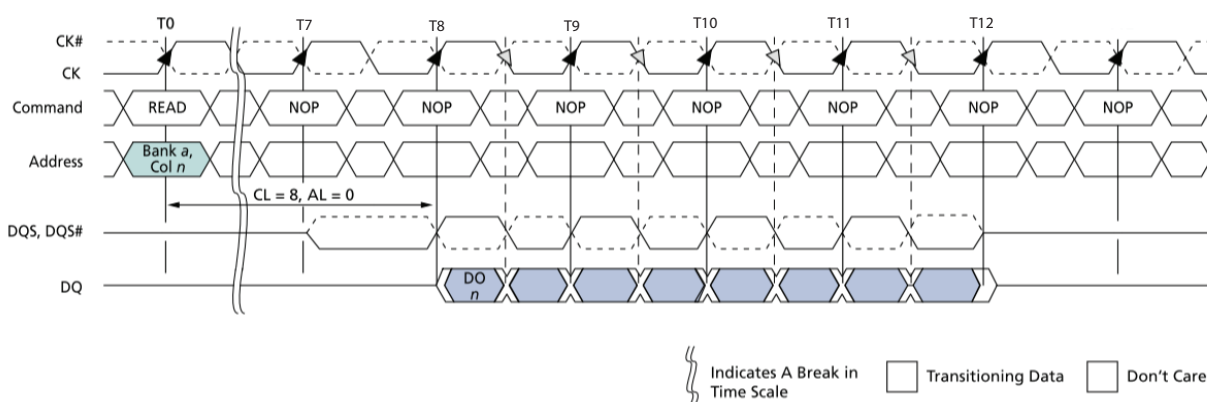 T0 T7 T8 T9 T10 T11 T12
CK#
CK
Command READ NOP NOP NOP NOP NOP NOP NOP
Address Bank a,
Col n
CL = 8, AL = 0
DQS, DQS#
DQ DO
n
Indicates A Break in
Time Scale
Transitioning Data
Don't Care